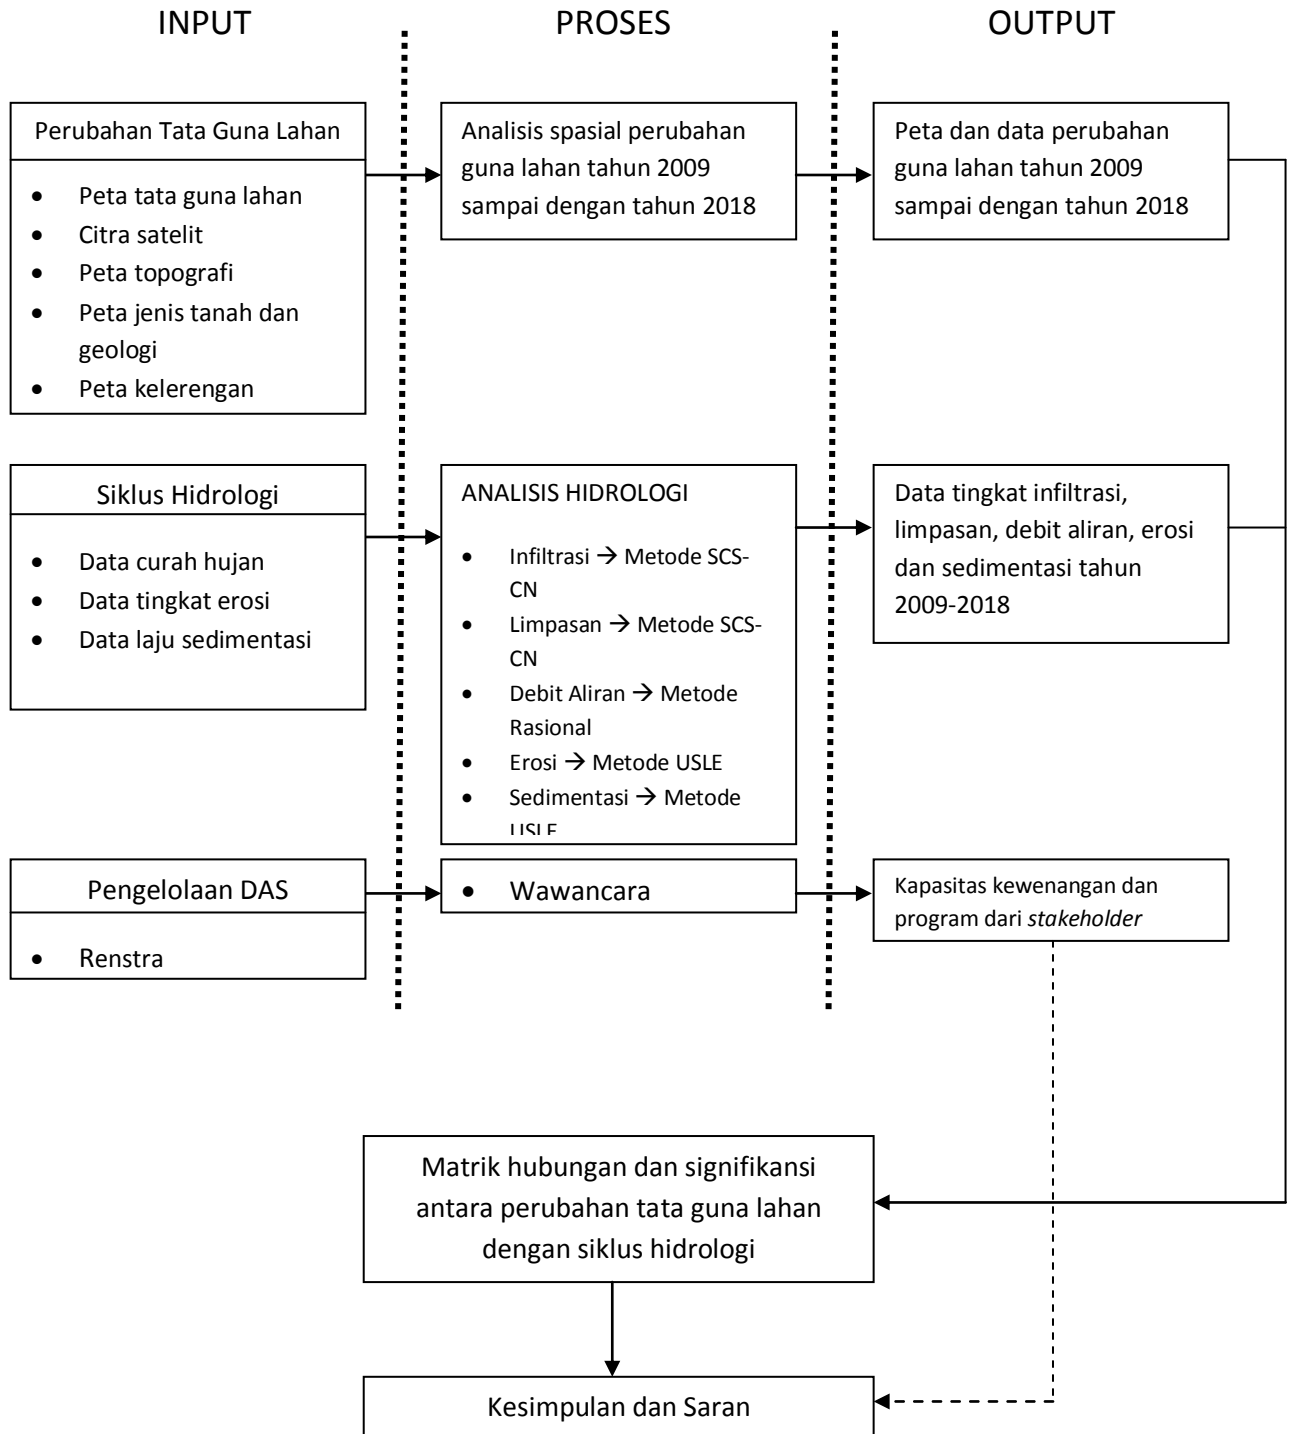 INPUT
PROSES
OUTPUT
Perubahan Tata Guna Lahan
• Peta tata guna lahan
• Citra satelit
• Peta topografi
• Peta jenis tanah dan
geologi
• Peta kelerengan
Analisis spasial perubahan
guna lahan tahun 2009
sampai dengan tahun 2018
Peta dan data perubahan
guna lahan tahun 2009
sampai dengan tahun 2018
Siklus Hidrologi
• Data curah hujan
• Data tingkat erosi
• Data laju sedimentasi
ANALISIS HIDROLOGI
• Infiltrasi → Metode SCS-
CN
• Limpasan → Metode SCS-
CN
• Debit Aliran → Metode
Rasional
• Erosi → Metode USLE
• Sedimentasi → Metode
USLE
Data tingkat infiltrasi,
limpasan, debit aliran, erosi
dan sedimentasi tahun
2009-2018
Pengelolaan DAS
• Renstra
• Wawancara
Kapasitas kewenangan dan
program dari stakeholder
Matrik hubungan dan signifikansi
antara perubahan tata guna lahan
dengan siklus hidrologi
Kesimpulan dan Saran